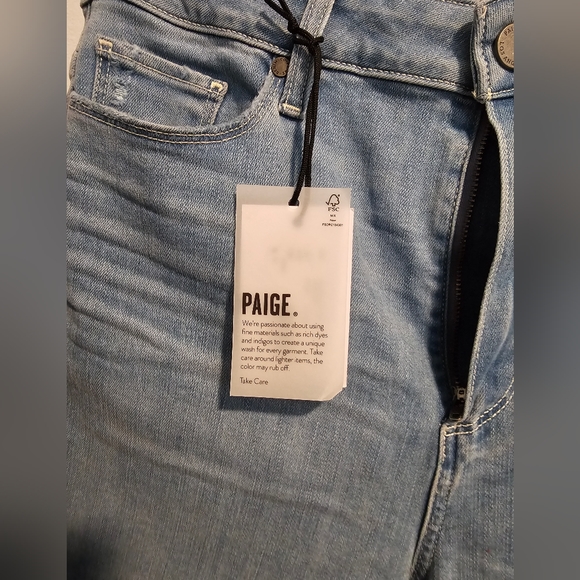 FSC
PAIGE®
We're passionate about using
fine materials such as rich dyes
and indigos to create a unique
wash for every garment. Take
care around lighter items, the
color may rub off.
Take Care